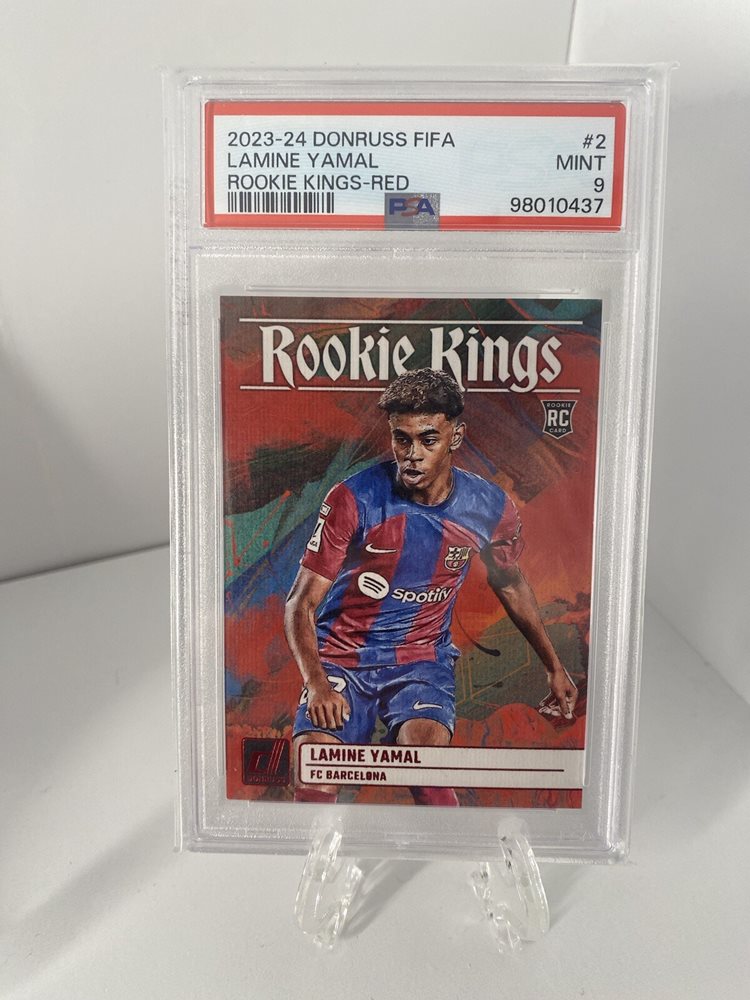 2023-24 DONRUSS FIFA #2
LAMINE YAMAL MINT
ROOKIE KINGS-RED 9
PSA 98010437
Rookie Kings
ROOKIE
RC
CARD
Spotify
LAMINE YAMAL
FC BARCELONA
DONRUSS